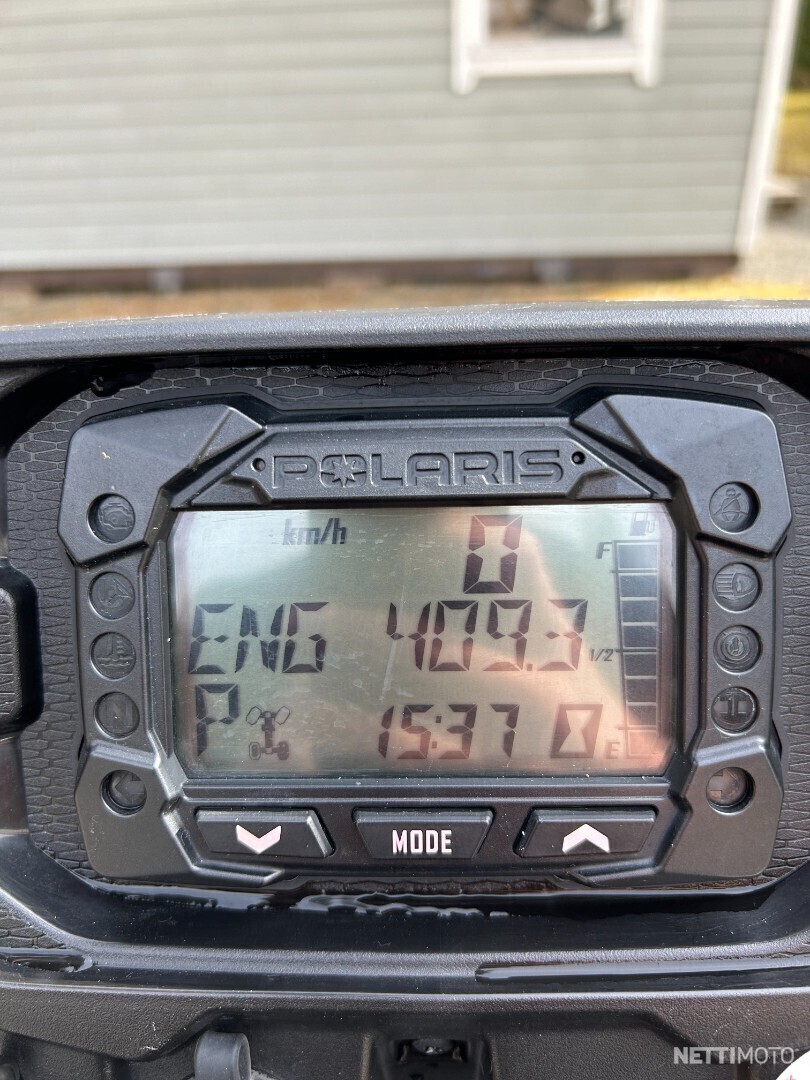 POLARIS
km/h 0
F
ENG 409.3 1/2
P 15:37 E
MODE
NETTIMOTO